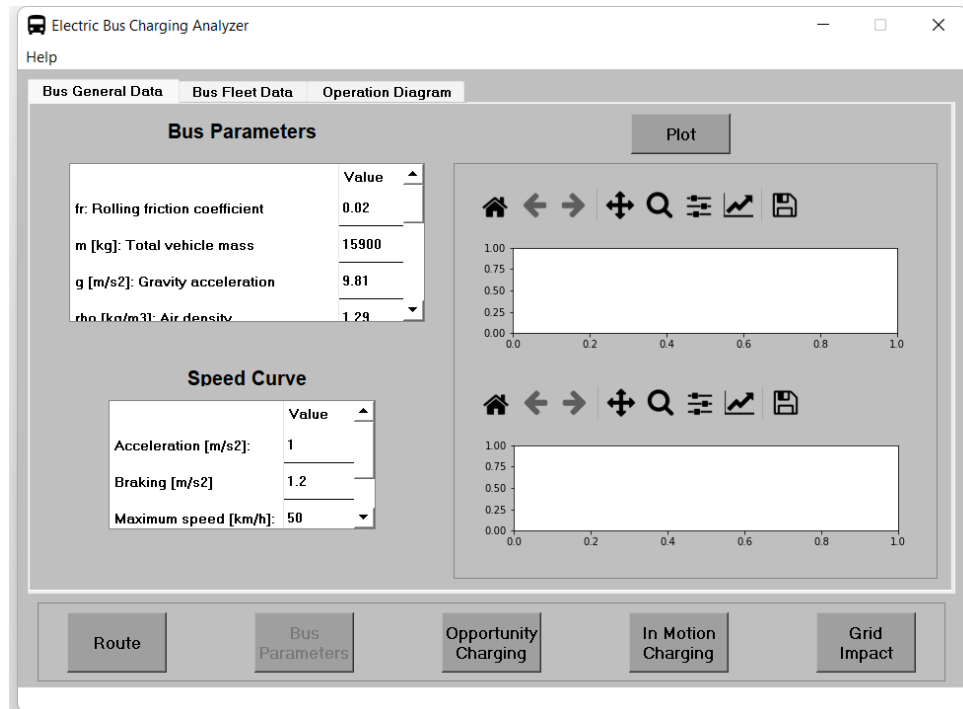 Electric Bus Charging Analyzer
Help
Bus General Data Bus Fleet Data Operation Diagram
Bus Parameters
Value
fr: Rolling friction coefficient 0.02
m [kg]: Total vehicle mass 15900
g [m/s2]: Gravity acceleration 9.81
rho [kg/m3]: Air density 1.29
Speed Curve
Value
Acceleration [m/s2]: 1
Braking [m/s2] 1.2
Maximum speed [km/h]: 50
Plot
1.00
0.75
0.50
0.25
0.00
0.0 0.2 0.4 0.6 0.8 1.0
1.00
0.75
0.50
0.25
0.00
0.0 0.2 0.4 0.6 0.8 1.0
Route
Bus
Parameters
Opportunity
Charging
In Motion
Charging
Grid
Impact